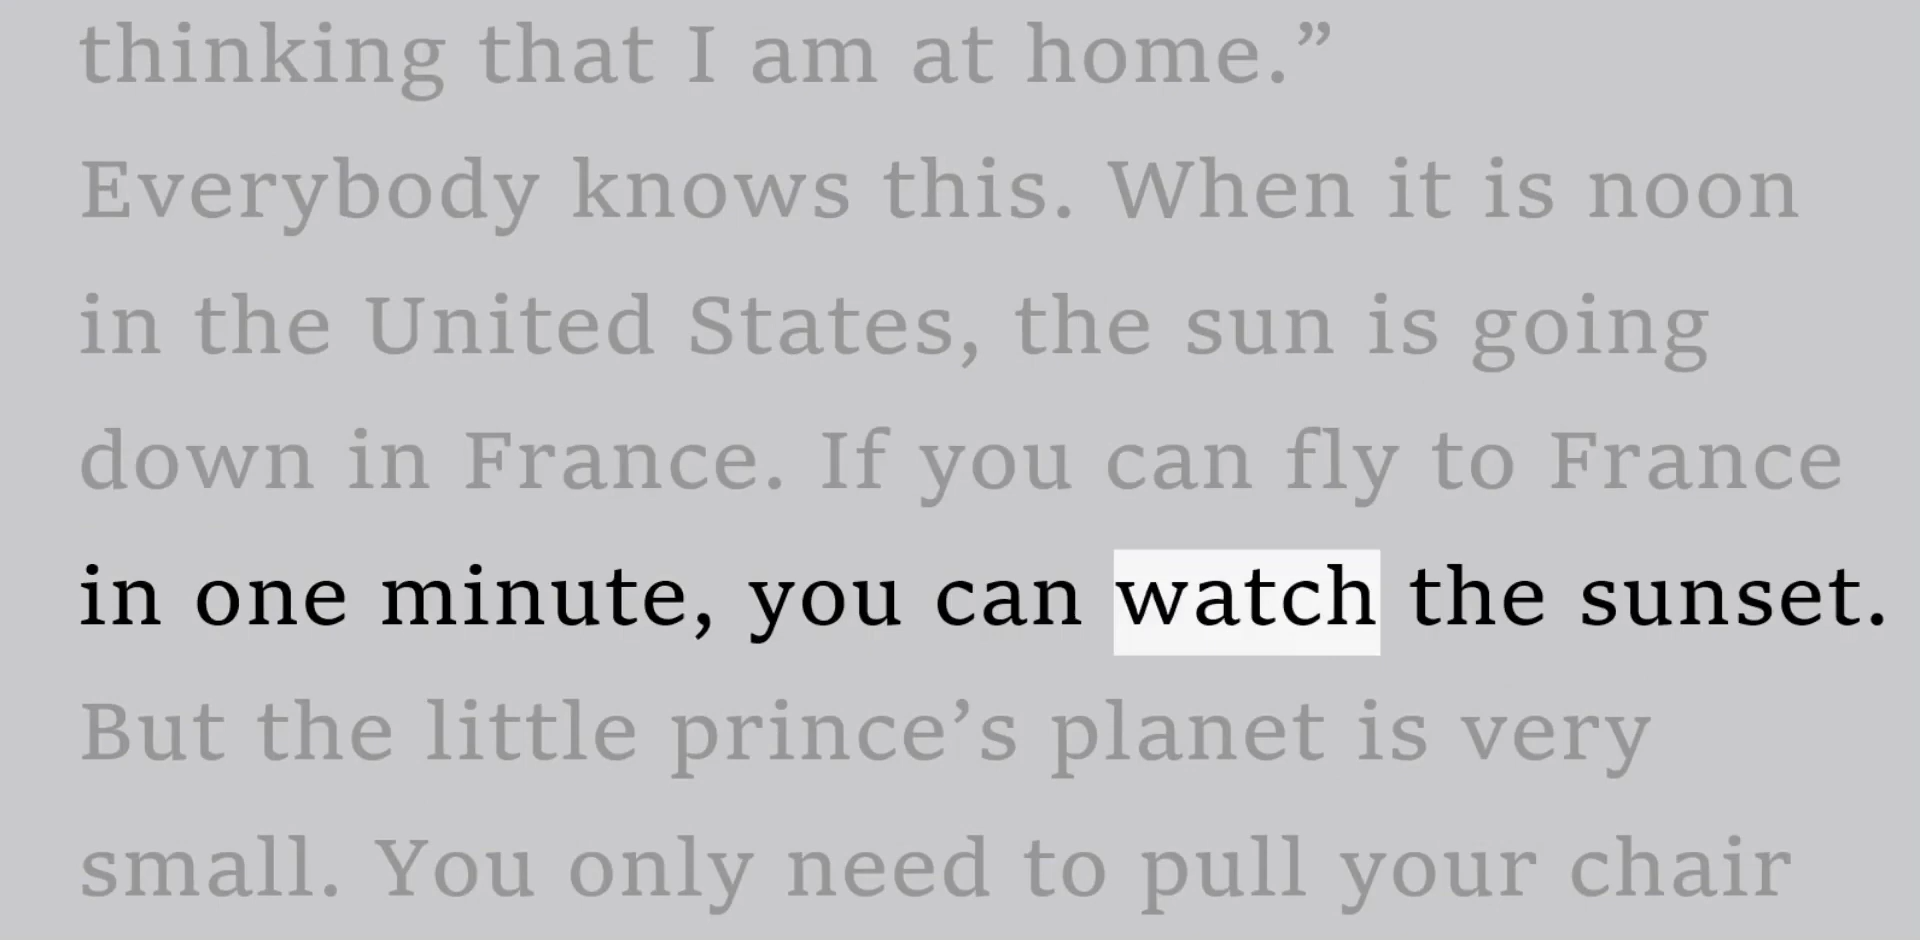 thinking that I am at home.”
Everybody knows this. When it is noon
in the United States, the sun is going
down in France. If you can fly to France
in one minute, you can watch the sunset.
But the little prince’s planet is very
small. You only need to pull your chair